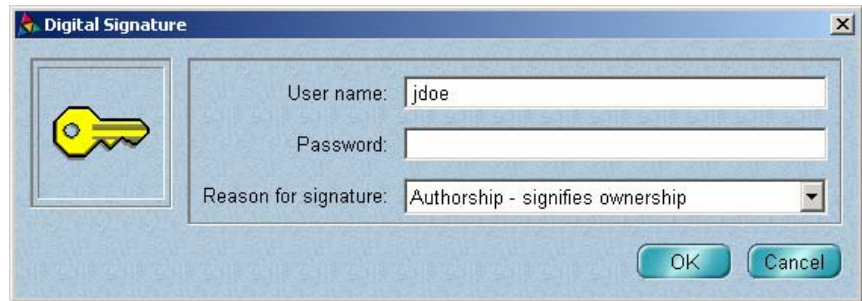 Digital Signature
User name: jdoe
Password:
Reason for signature: Authorship - signifies ownership
OK Cancel